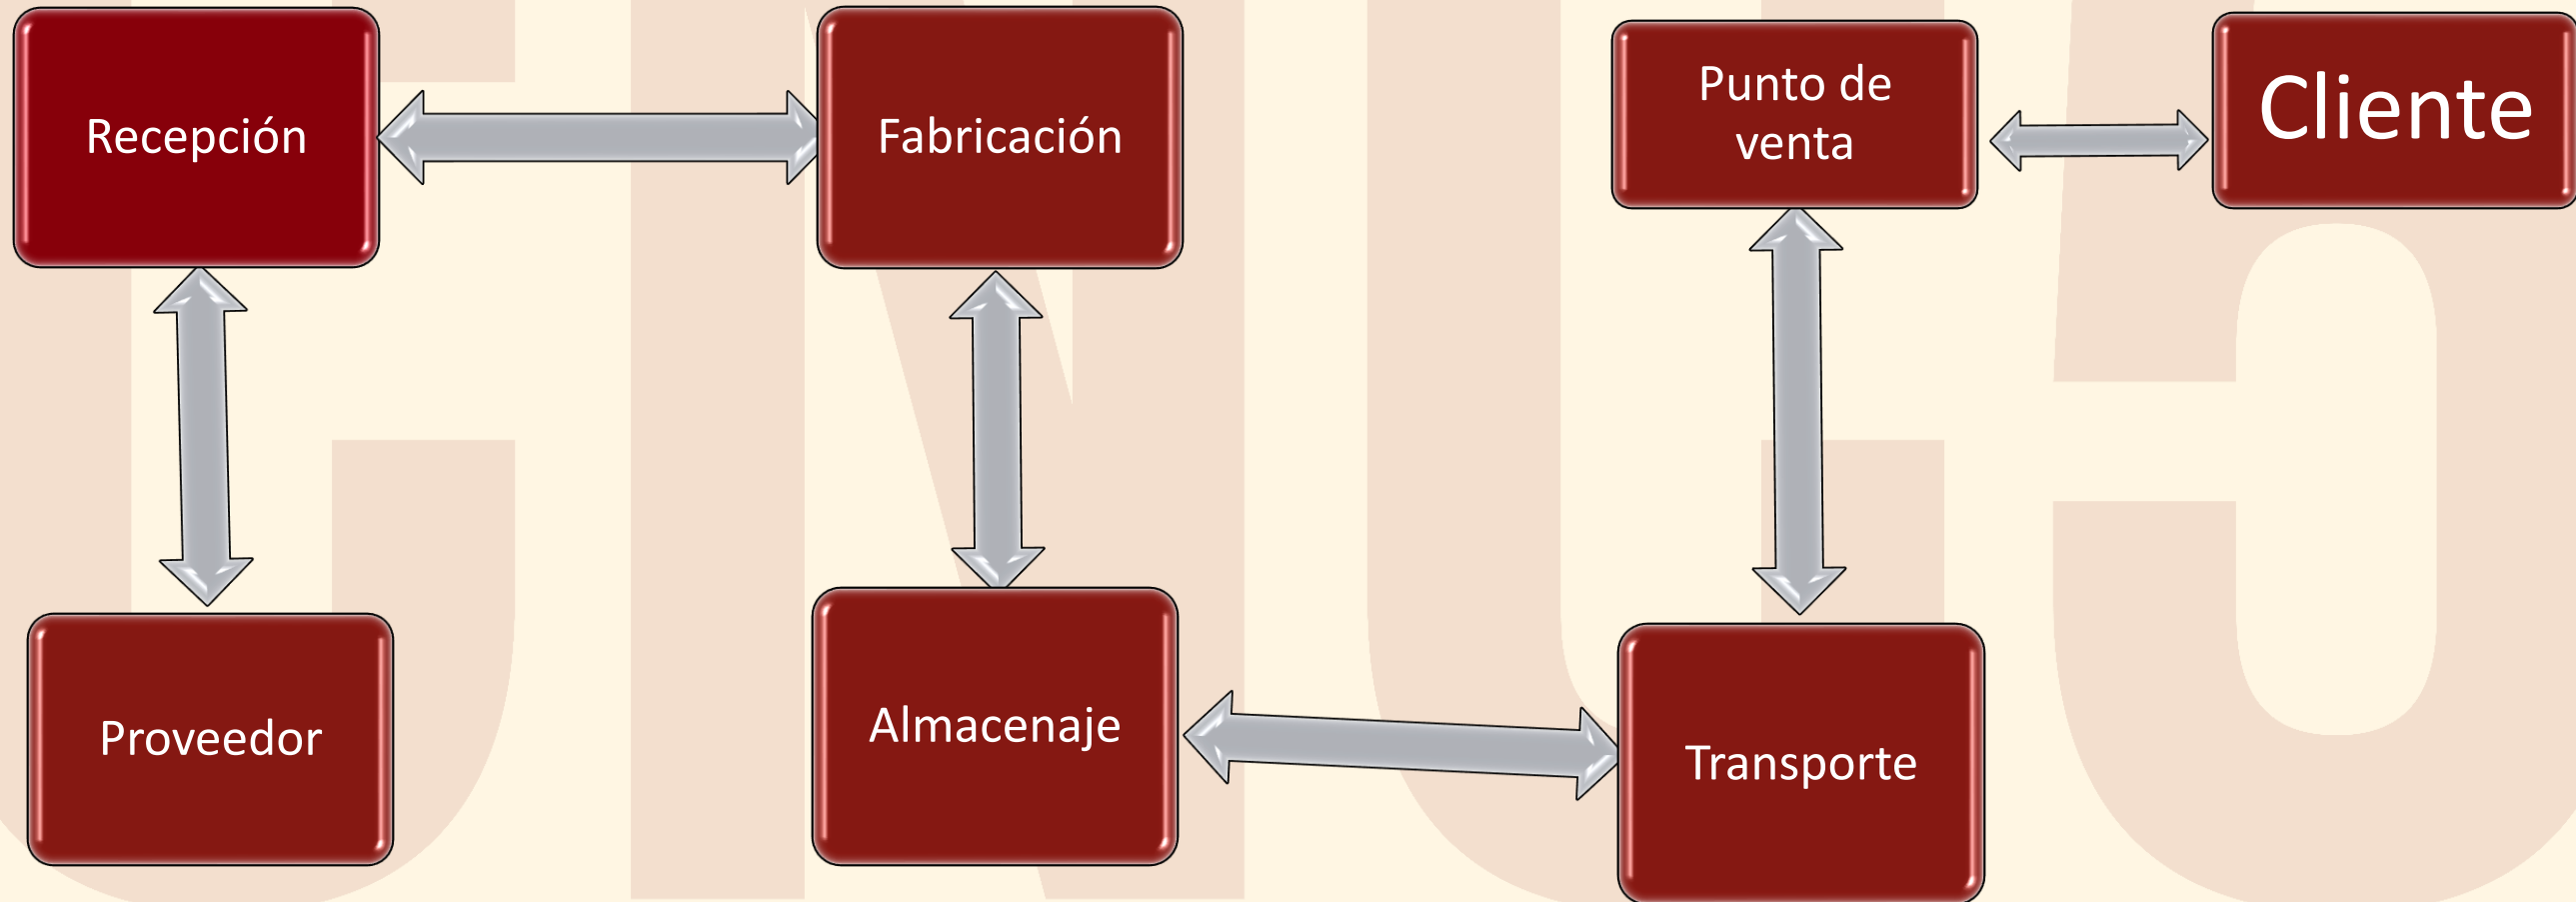 Recepción
Fabricación
Punto de
venta
Cliente
Proveedor
Almacenaje
Transporte